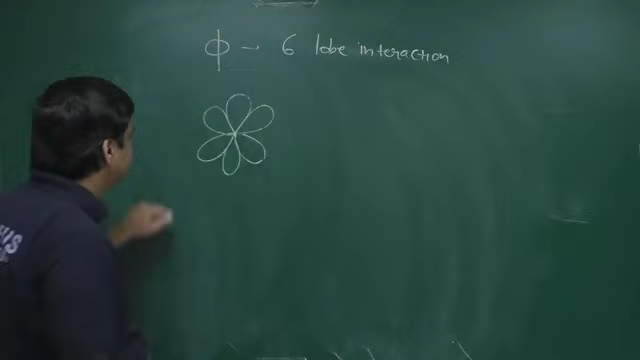 ϕ - 6 lobe interaction